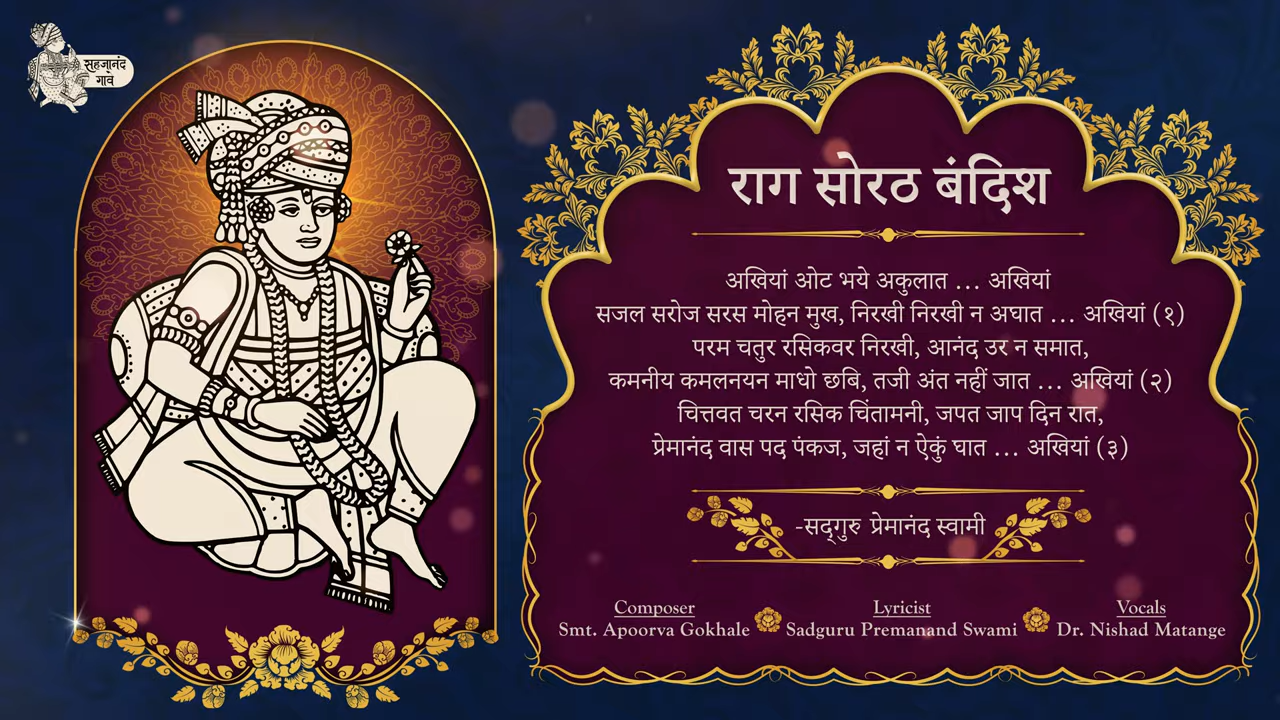 सहजानंद
गावे
राग सोरठ बंदिश
अखियां ओट भये अकुलात ... अखियां
सजल सरोज सरस मोहन मुख, निरखी निरखी न अघात ... अखियां (१)
परम चतुर रसिकवर निरखी, आनंद उर न समात,
कमनीय कमलनयन माधो छबि, तजी अंत नहीं जात ... अखियां (२)
चित्तवत चरन रसिक चिंतामनी, जपत जाप दिन रात,
प्रेमानंद वास पद पंकज, जहां न ऐकुं घात ... अखियां (३)
-सद्‌गुरु प्रेमानंद स्वामी
Composer Lyricist Vocals
Smt. Apoorva Gokhale Sadguru Premanand Swami Dr. Nishad Matange